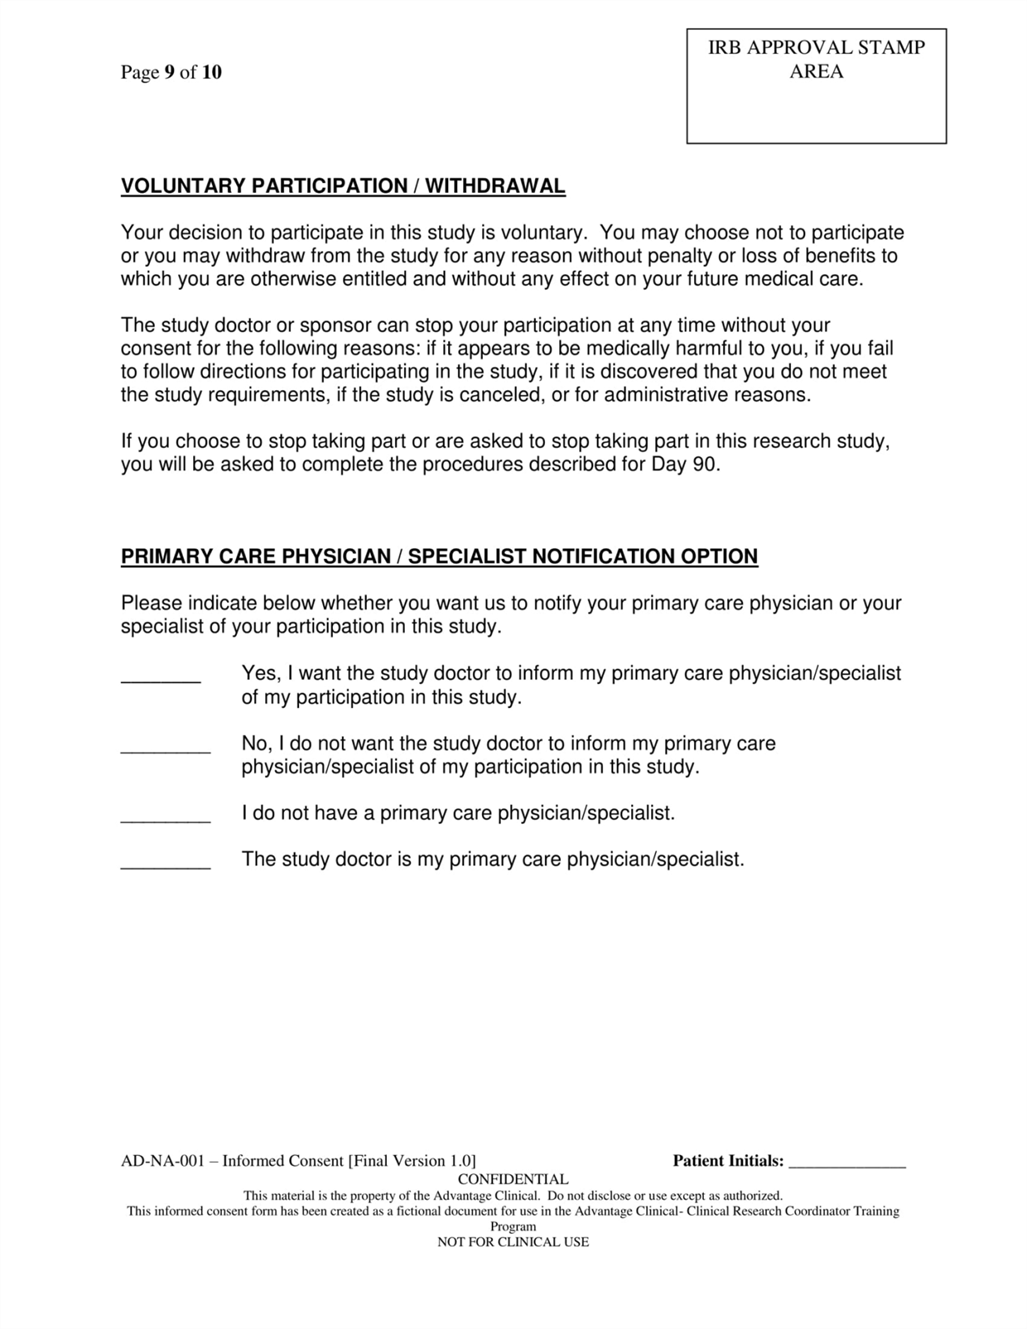 Page 9 of 10
IRB APPROVAL STAMP
AREA
VOLUNTARY PARTICIPATION / WITHDRAWAL
Your decision to participate in this study is voluntary.  You may choose not to participate
or you may withdraw from the study for any reason without penalty or loss of benefits to
which you are otherwise entitled and without any effect on your future medical care.
The study doctor or sponsor can stop your participation at any time without your
consent for the following reasons: if it appears to be medically harmful to you, if you fail
to follow directions for participating in the study, if it is discovered that you do not meet
the study requirements, if the study is canceled, or for administrative reasons.
If you choose to stop taking part or are asked to stop taking part in this research study,
you will be asked to complete the procedures described for Day 90.
PRIMARY CARE PHYSICIAN / SPECIALIST NOTIFICATION OPTION
Please indicate below whether you want us to notify your primary care physician or your
specialist of your participation in this study.
_______ Yes, I want the study doctor to inform my primary care physician/specialist
of my participation in this study.
________ No, I do not want the study doctor to inform my primary care
physician/specialist of my participation in this study.
________ I do not have a primary care physician/specialist.
________ The study doctor is my primary care physician/specialist.
AD-NA-001 – Informed Consent [Final Version 1.0] Patient Initials: _____________
CONFIDENTIAL
This material is the property of the Advantage Clinical.  Do not disclose or use except as authorized.
This informed consent form has been created as a fictional document for use in the Advantage Clinical- Clinical Research Coordinator Training
Program
NOT FOR CLINICAL USE